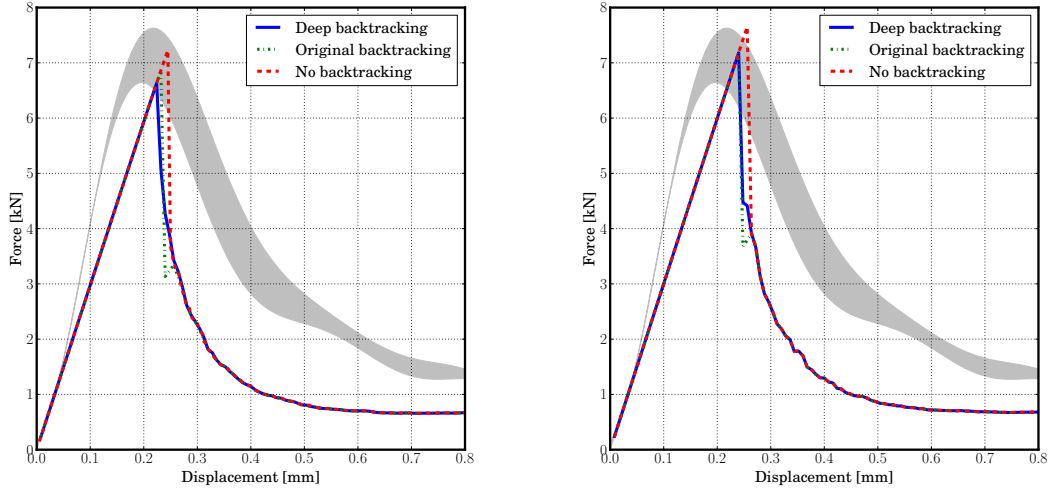 8
7
6
5
4
3
2
1
0
Force [kN]
Deep backtracking
Original backtracking
No backtracking
0.0 0.1 0.2 0.3 0.4 0.5 0.6 0.7 0.8
Displacement [mm]
8
7
6
5
4
3
2
1
0
Force [kN]
Deep backtracking
Original backtracking
No backtracking
0.0 0.1 0.2 0.3 0.4 0.5 0.6 0.7 0.8
Displacement [mm]